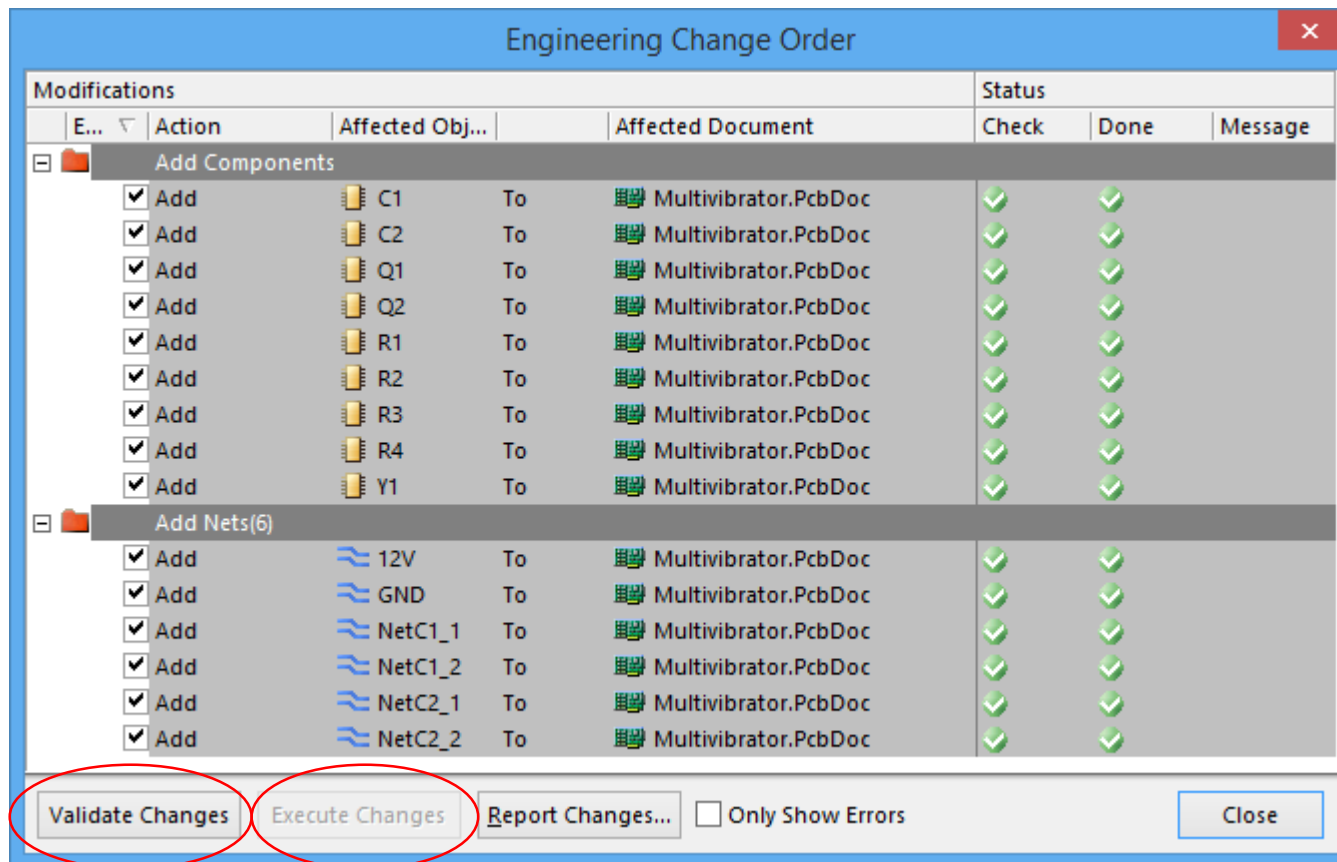 Engineering Change Order
Modifications Status
E... Action Affected Obj... Affected Document Check Done Message
Add Components
Add C1 To Multivibrator.PcbDoc
Add C2 To Multivibrator.PcbDoc
Add Q1 To Multivibrator.PcbDoc
Add Q2 To Multivibrator.PcbDoc
Add R1 To Multivibrator.PcbDoc
Add R2 To Multivibrator.PcbDoc
Add R3 To Multivibrator.PcbDoc
Add R4 To Multivibrator.PcbDoc
Add Y1 To Multivibrator.PcbDoc
Add Nets(6)
Add 12V To Multivibrator.PcbDoc
Add GND To Multivibrator.PcbDoc
Add NetC1_1 To Multivibrator.PcbDoc
Add NetC1_2 To Multivibrator.PcbDoc
Add NetC2_1 To Multivibrator.PcbDoc
Add NetC2_2 To Multivibrator.PcbDoc
Validate Changes Execute Changes Report Changes... Only Show Errors Close